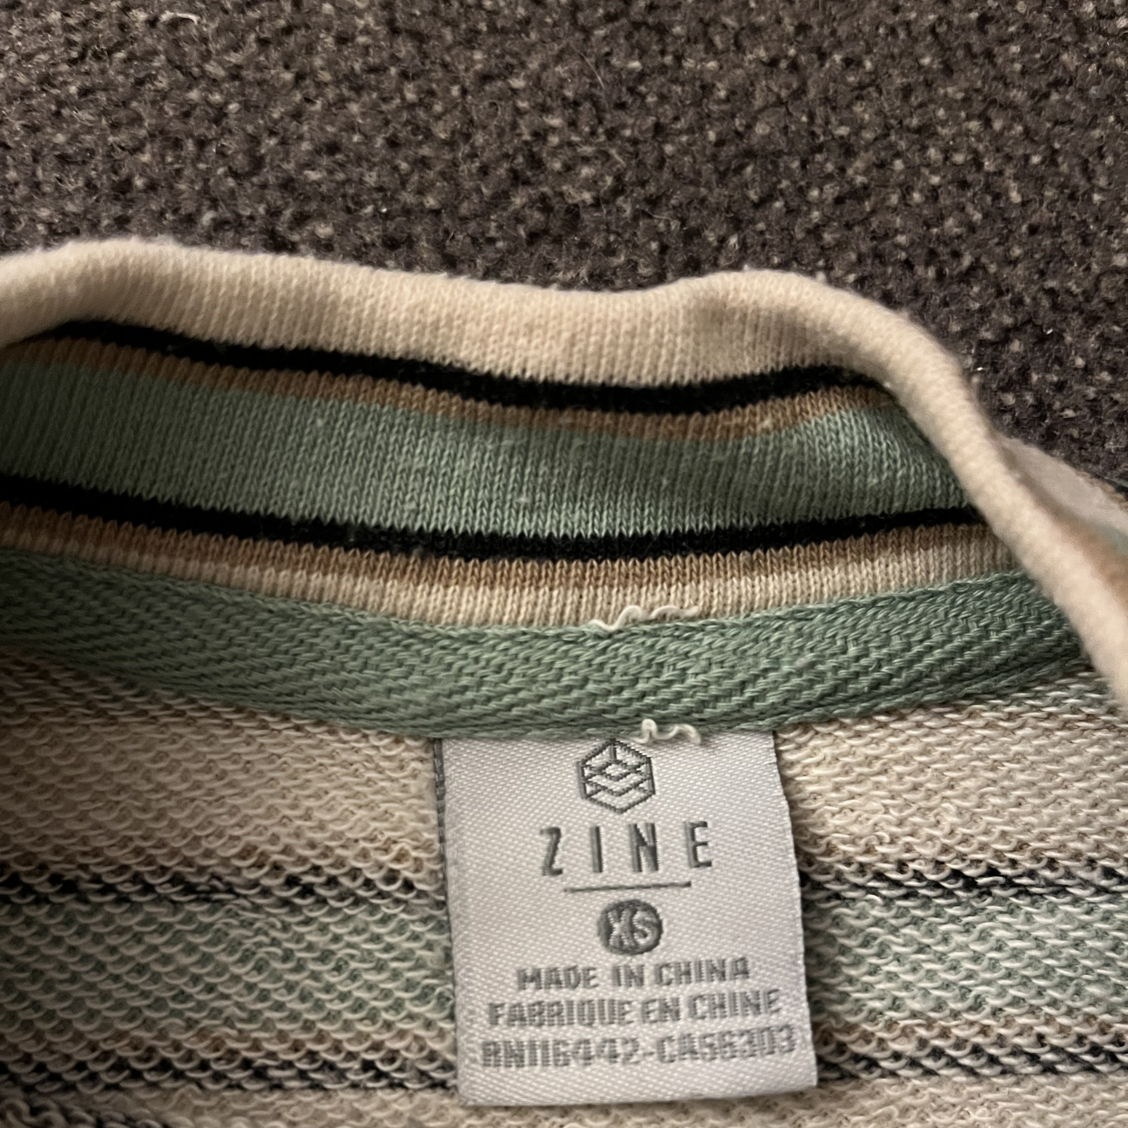 ZINE
XS
MADE IN CHINA
FABRIQUE EN CHINE
RN116442-CA56303